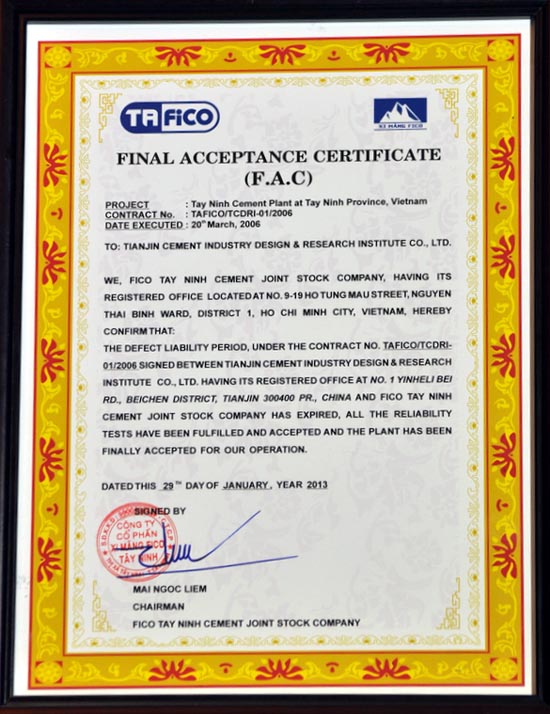 TAFiCO
XI MĂNG FICO
FINAL ACCEPTANCE CERTIFICATE
(F.A.C)
PROJECT : Tay Ninh Cement Plant at Tay Ninh Province, Vietnam
CONTRACT No. : TAFICO/TCDRI-01/2006
DATE EXECUTED : 20th March, 2006
TO: TIANJIN CEMENT INDUSTRY DESIGN & RESEARCH INSTITUTE CO., LTD.
WE, FICO TAY NINH CEMENT JOINT STOCK COMPANY, HAVING ITS
REGISTERED OFFICE LOCATED AT NO. 9-19 HO TUNG MAU STREET, NGUYEN
THAI BINH WARD, DISTRICT 1, HO CHI MINH CITY, VIETNAM, HEREBY
CONFIRM THAT:
THE DEFECT LIABILITY PERIOD, UNDER THE CONTRACT NO. TAFICO/TCDRI-
01/2006 SIGNED BETWEEN TIANJIN CEMENT INDUSTRY DESIGN & RESEARCH
INSTITUTE CO., LTD. HAVING ITS REGISTERED OFFICE AT NO. 1 YINHELI BEI
RD., BEICHEN DISTRICT, TIANJIN 300400 PR., CHINA AND FICO TAY NINH
CEMENT JOINT STOCK COMPANY HAS EXPIRED, ALL THE RELIABILITY
TESTS HAVE BEEN FULFILLED AND ACCEPTED AND THE PLANT HAS BEEN
FINALLY ACCEPTED FOR OUR OPERATION.
DATED THIS 29TH DAY OF JANUARY, YEAR 2013
SIGNED BY
CÔNG TY
CỔ PHẦN
XI MĂNG FICO
TÂY NINH
MAI NGOC LIEM
CHAIRMAN
FICO TAY NINH CEMENT JOINT STOCK COMPANY